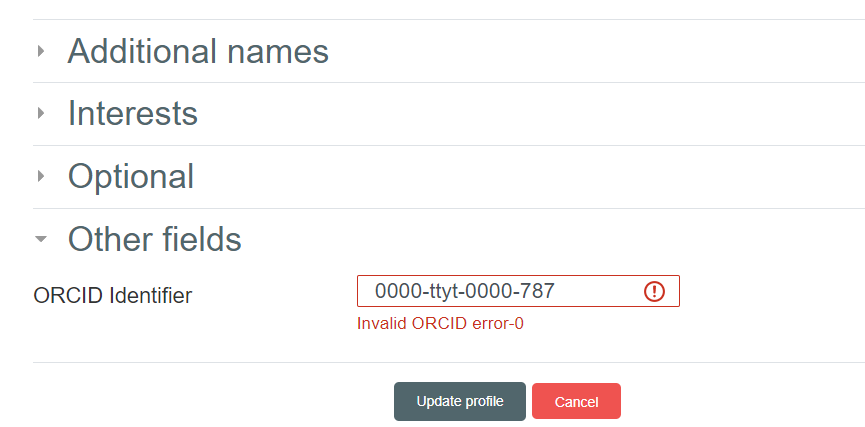 Additional names
Interests
Optional
Other fields
ORCID Identifier
0000-ttyt-0000-787
Invalid ORCID error-0
Update profile
Cancel